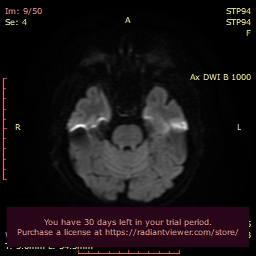 Im: 9/50
Se: 4
STP94
STP94
F
A
Ax DWI B 1000
R
L
You have 30 days left in your trial period.
Purchase a license at https://radiantviewer.com/store/